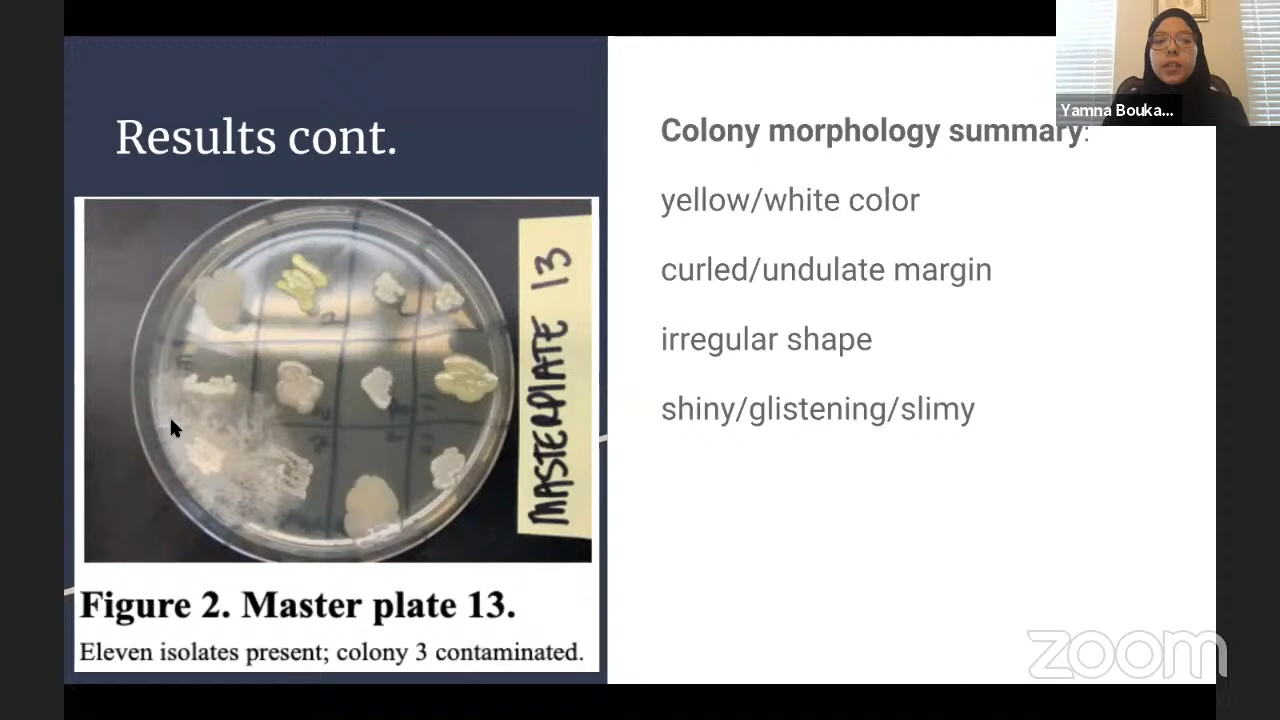 Results cont.
MASTERPLATE 13
Figure 2. Master plate 13.
Eleven isolates present; colony 3 contaminated.
Colony morphology summary:
yellow/white color
curled/undulate margin
irregular shape
shiny/glistening/slimy
Yamna Bouka...
zoom